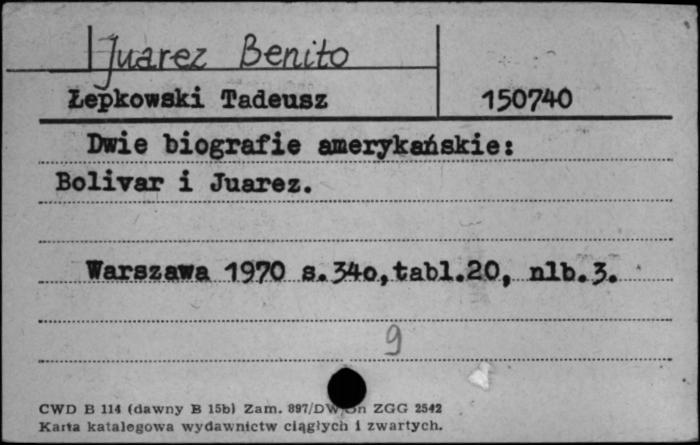 Juarez Benito
Łepkowski Tadeusz 150740
Dwie biografie amerykańskie:
Bolivar i Juarez.
Warszawa 1970 s.340, tabl.20, nlb.3.
9
CWD B 114 (dawny B 15b) Zam. 897/DW ZGG 2542
Karta katalogowa wydawnictw ciągłych i zwartych.